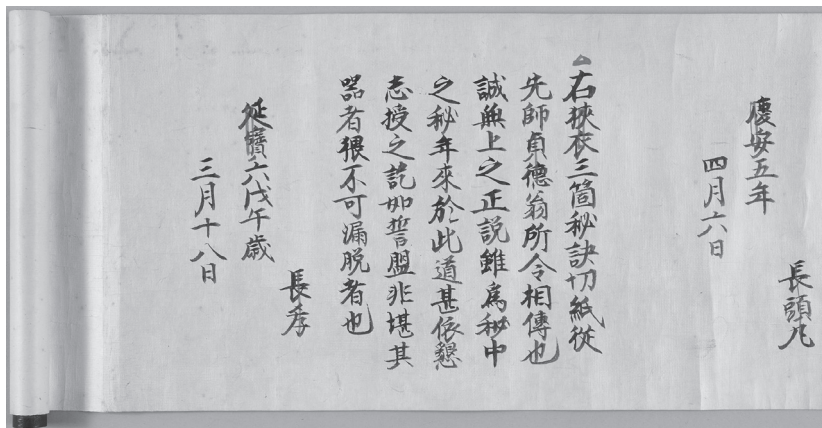 慶安五年
四月六日
長頭丸
右狭衣三箇秘訣切紙従
先師貞徳翁所令相傳也
誠無上之正説雖為秘中
之秘年來於此道甚依懇
志授之訖如誓盟非堪其
器者猥不可漏脱者也
長孝
延寶六戊午歳
三月十八日